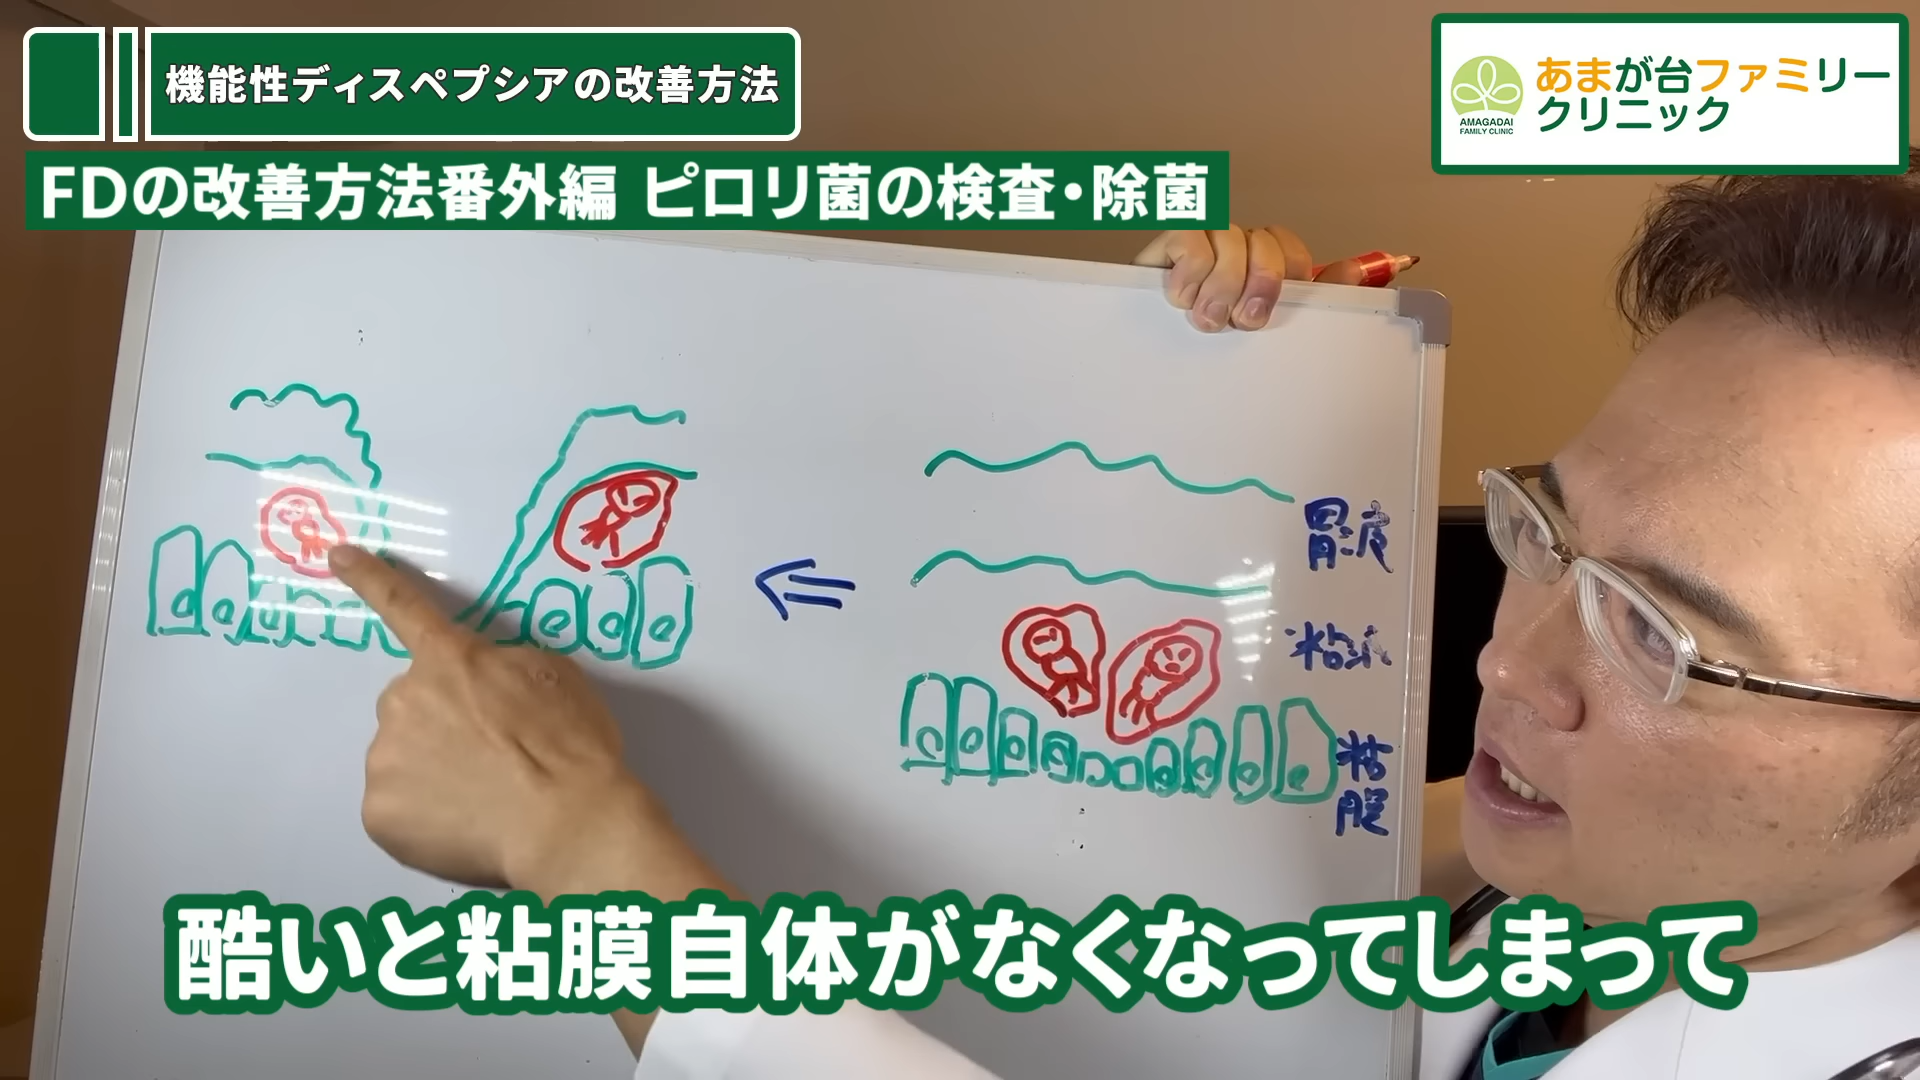 機能性ディスペプシアの改善方法
あまが台ファミリー
クリニック
AMAGADAI
FAMILY CLINIC
FDの改善方法番外編 ピロリ菌の検査・除菌
胃液
粘液
粘膜
酷いと粘膜自体がなくなってしまって